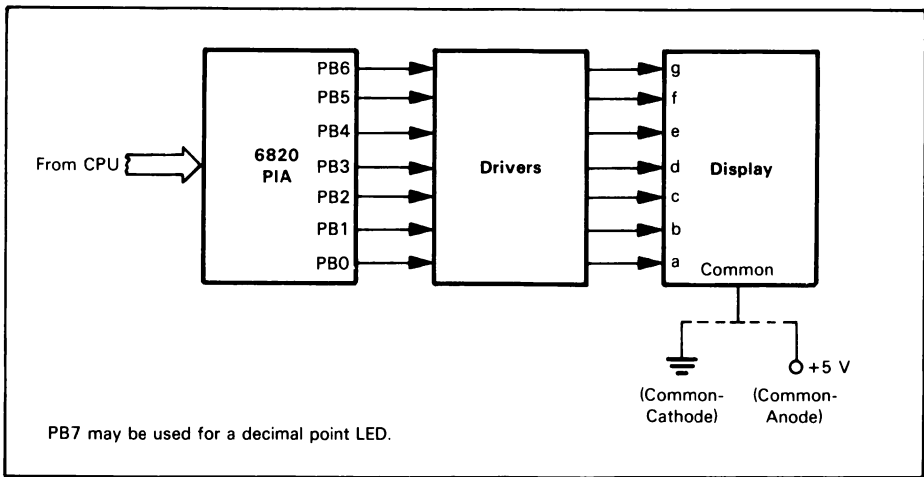 From CPU
6820
PIA
PB6
PB5
PB4
PB3
PB2
PB1
PB0
Drivers
g
f
e
d
c
b
a
Display
Common
(Common-
Cathode)
+5 V
(Common-
Anode)
PB7 may be used for a decimal point LED.